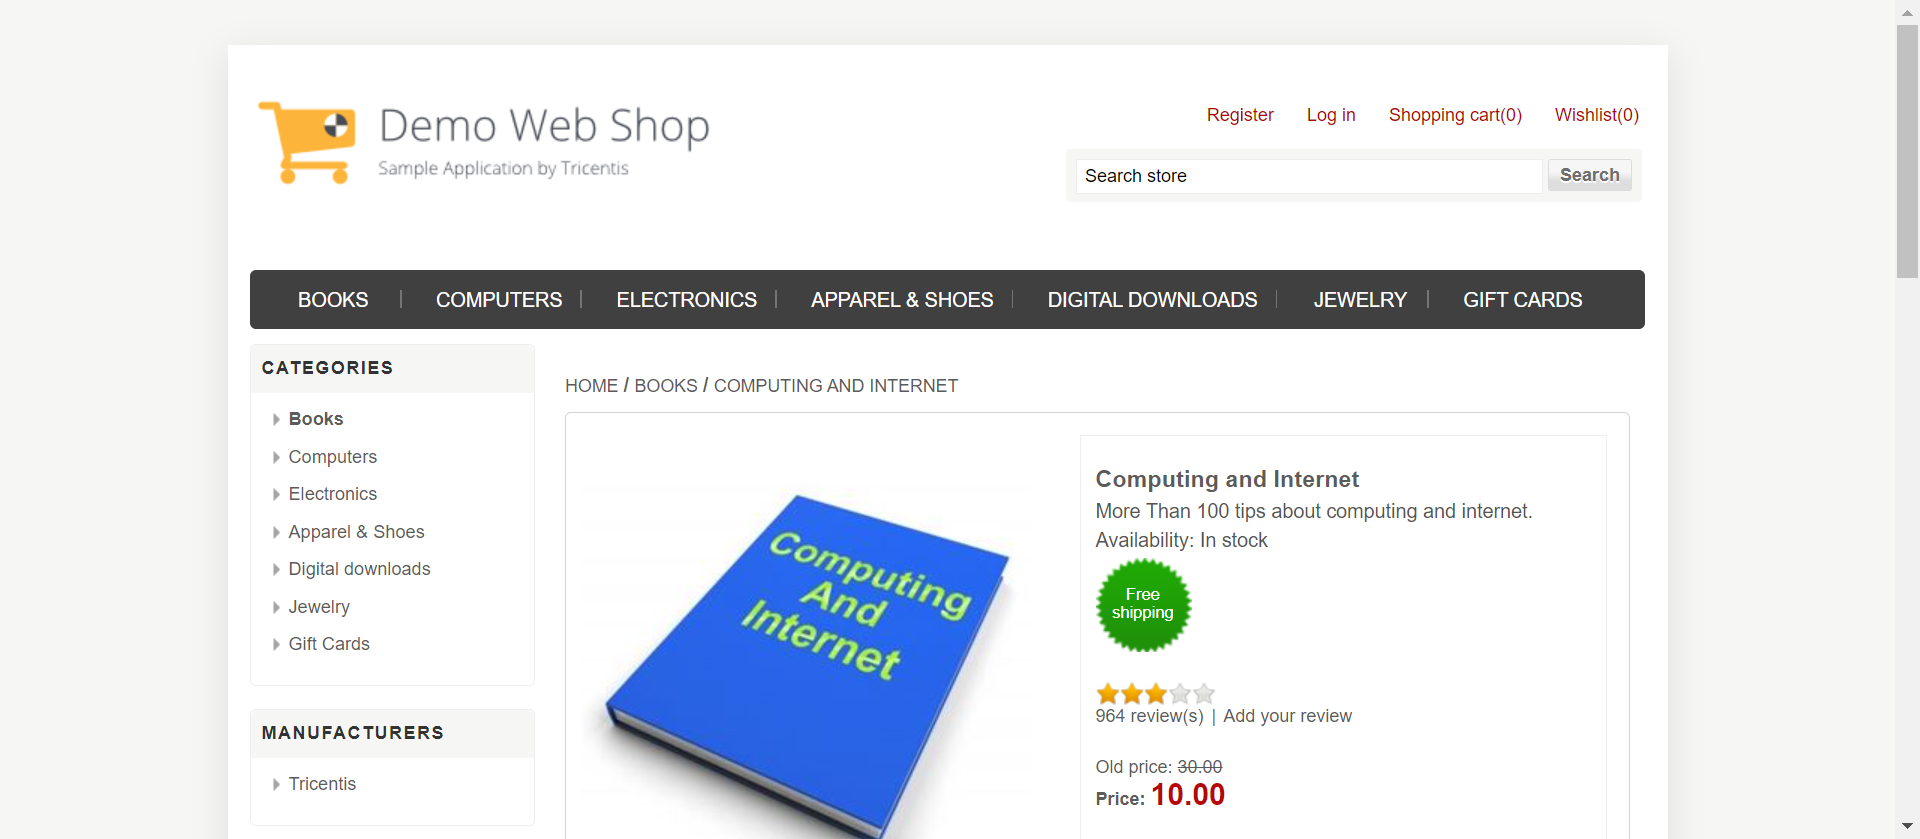 Demo Web Shop
Sample Application by Tricentis
Register
Log in
Shopping cart(0)
Wishlist(0)
Search store
Search
BOOKS
COMPUTERS
ELECTRONICS
APPAREL & SHOES
DIGITAL DOWNLOADS
JEWELRY
GIFT CARDS
CATEGORIES
Books
Computers
Electronics
Apparel & Shoes
Digital downloads
Jewelry
Gift Cards
MANUFACTURERS
Tricentis
HOME / BOOKS / COMPUTING AND INTERNET
Computing
And
Internet
Computing and Internet
More Than 100 tips about computing and internet.
Availability: In stock
Free
shipping
964 review(s) | Add your review
Old price: 30.00
Price: 10.00